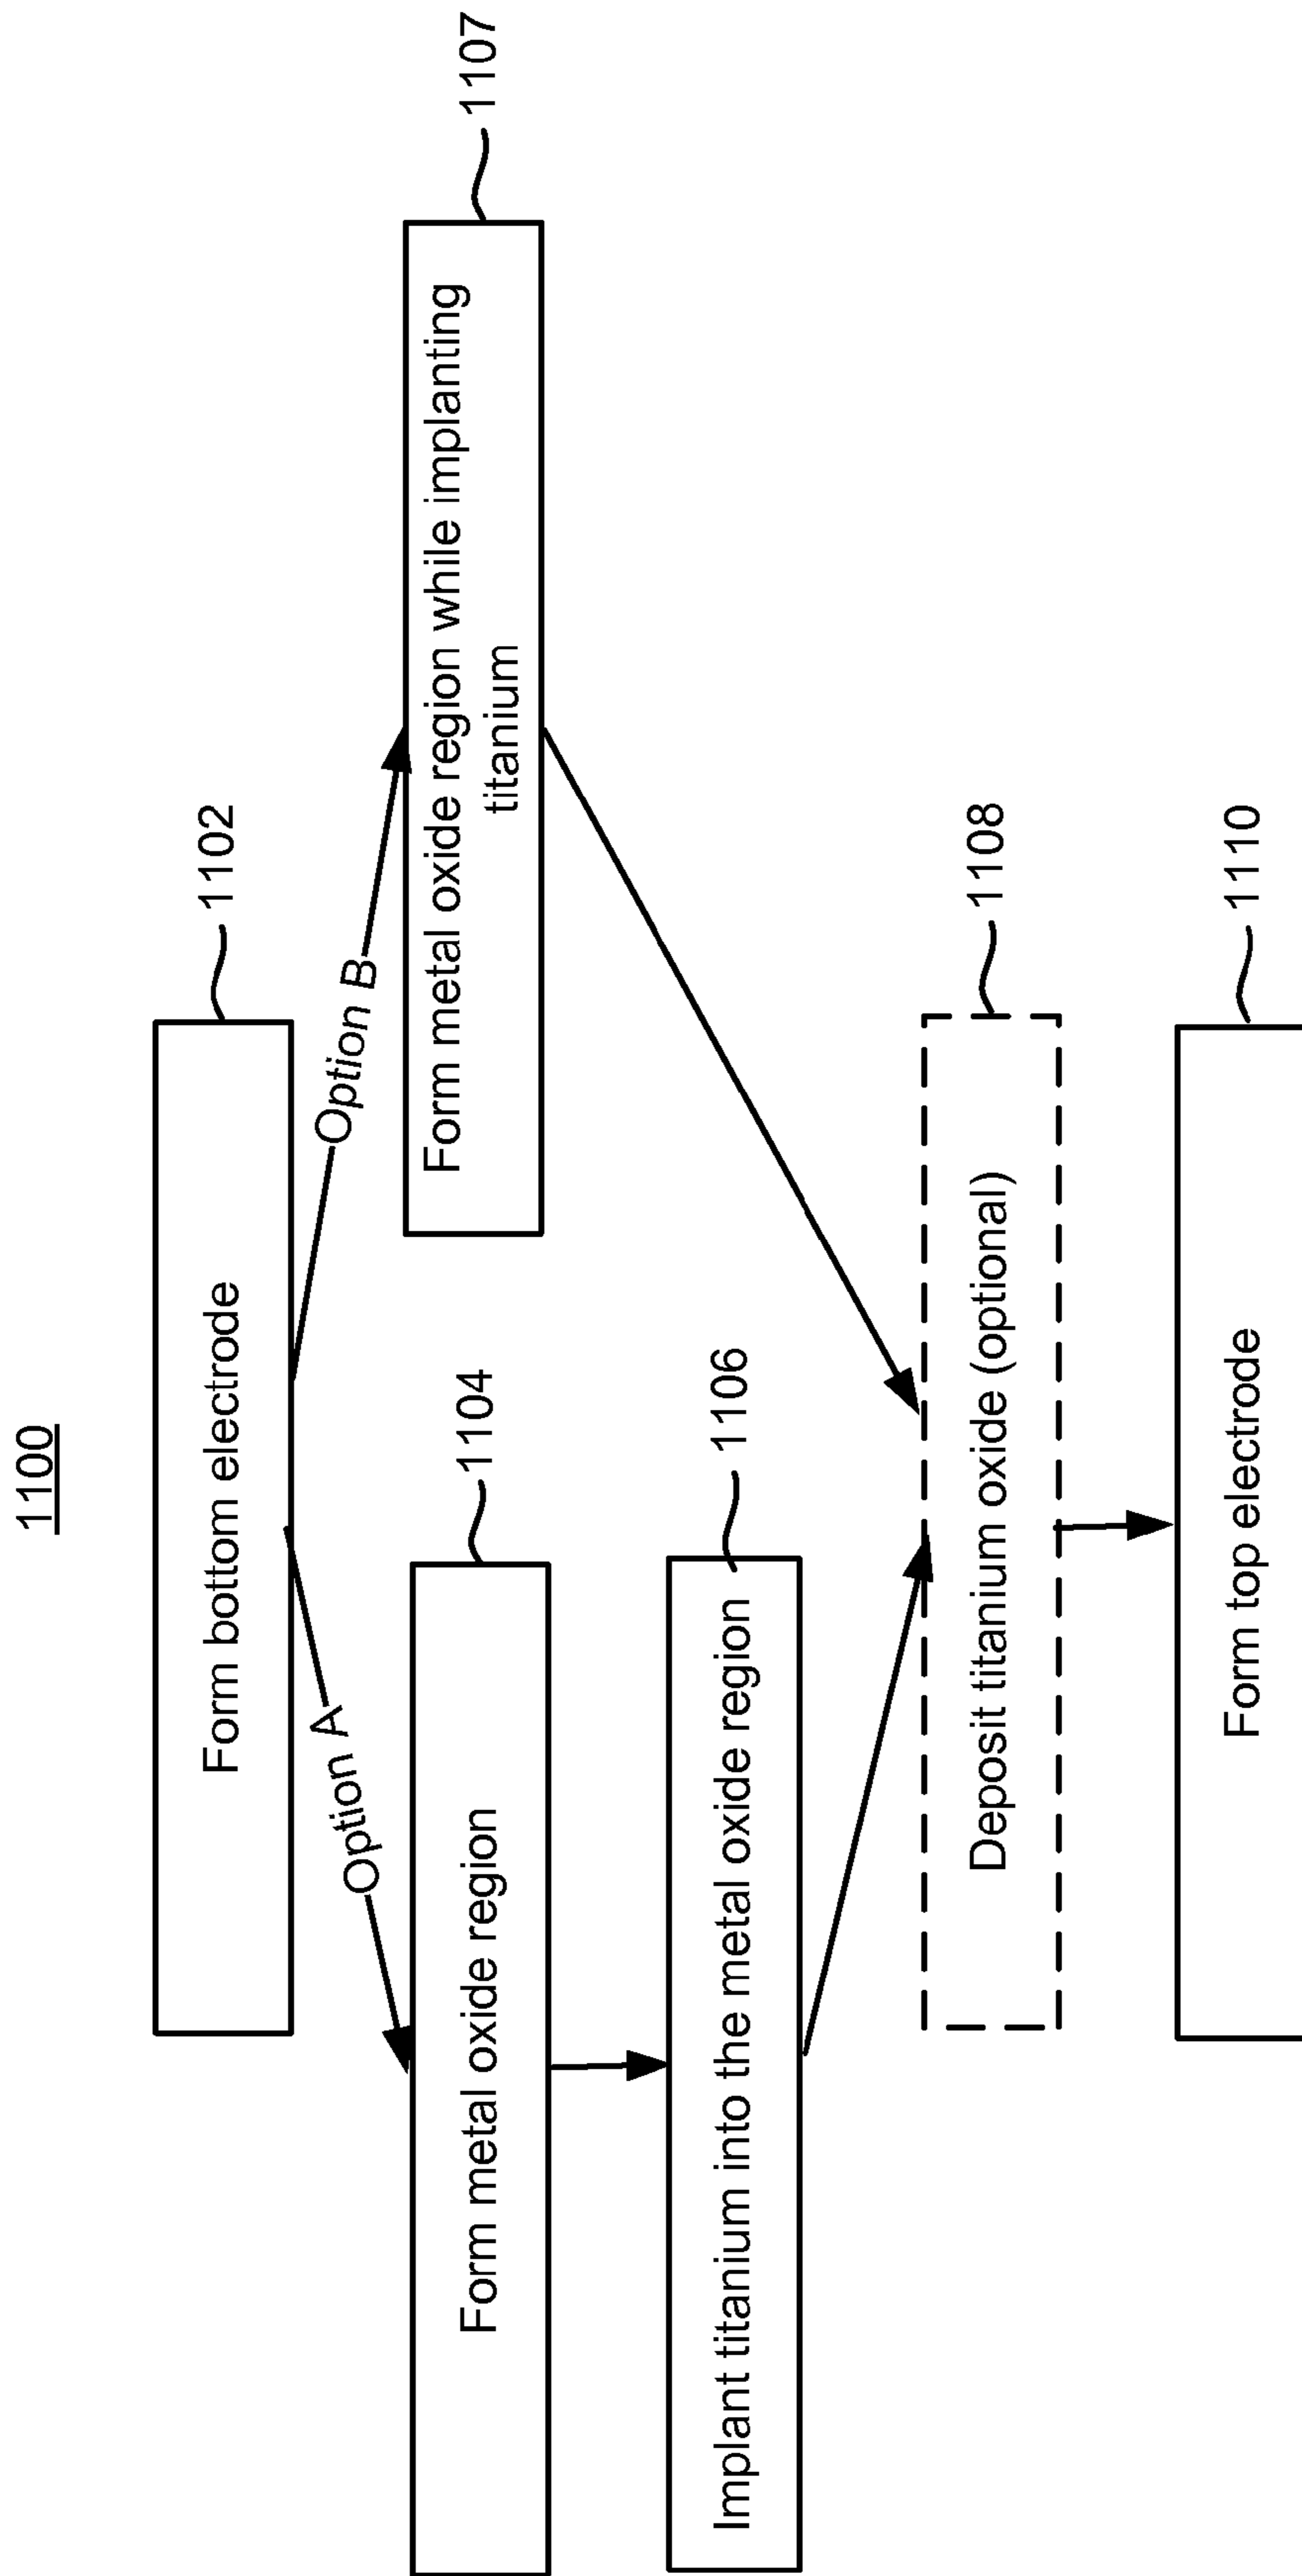 1100
Form bottom electrode
1102
Option A
Option B
Form metal oxide region
1104
Form metal oxide region while implanting
titanium
1107
Implant titanium into the metal oxide region
1106
Deposit titanium oxide (optional)
1108
Form top electrode
1110